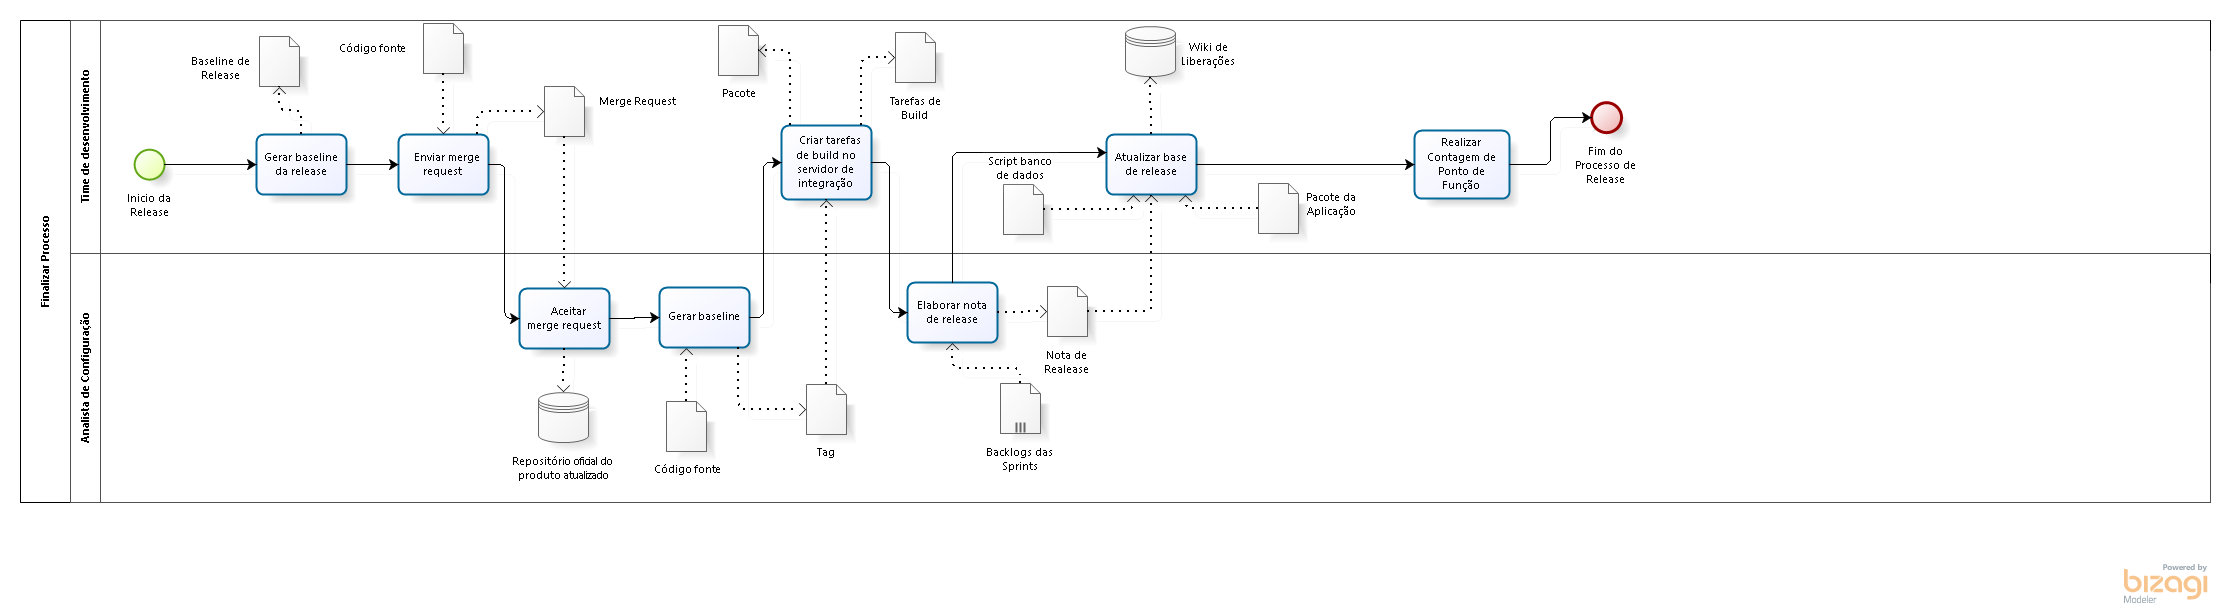 Finalizar Processo
Time de desenvolvimento
Inicio da
Release
Baseline de
Release
Gerar baseline
da release
Código fonte
Enviar merge
request
Merge Request
Pacote
Criar tarefas
de build no
servidor de
integração
Tarefas de
Build
Script banco
de dados
Wiki de
Liberações
Atualizar base
de release
Pacote da
Aplicação
Realizar
Contagem de
Ponto de
Função
Fim do
Processo de
Release
Analista de Configuração
Aceitar
merge request
Repositório oficial do
produto atualizado
Gerar baseline
Código fonte
Tag
Elaborar nota
de release
Nota de
Realease
Backlogs das
Sprints
Powered by
bizagi
Modeler